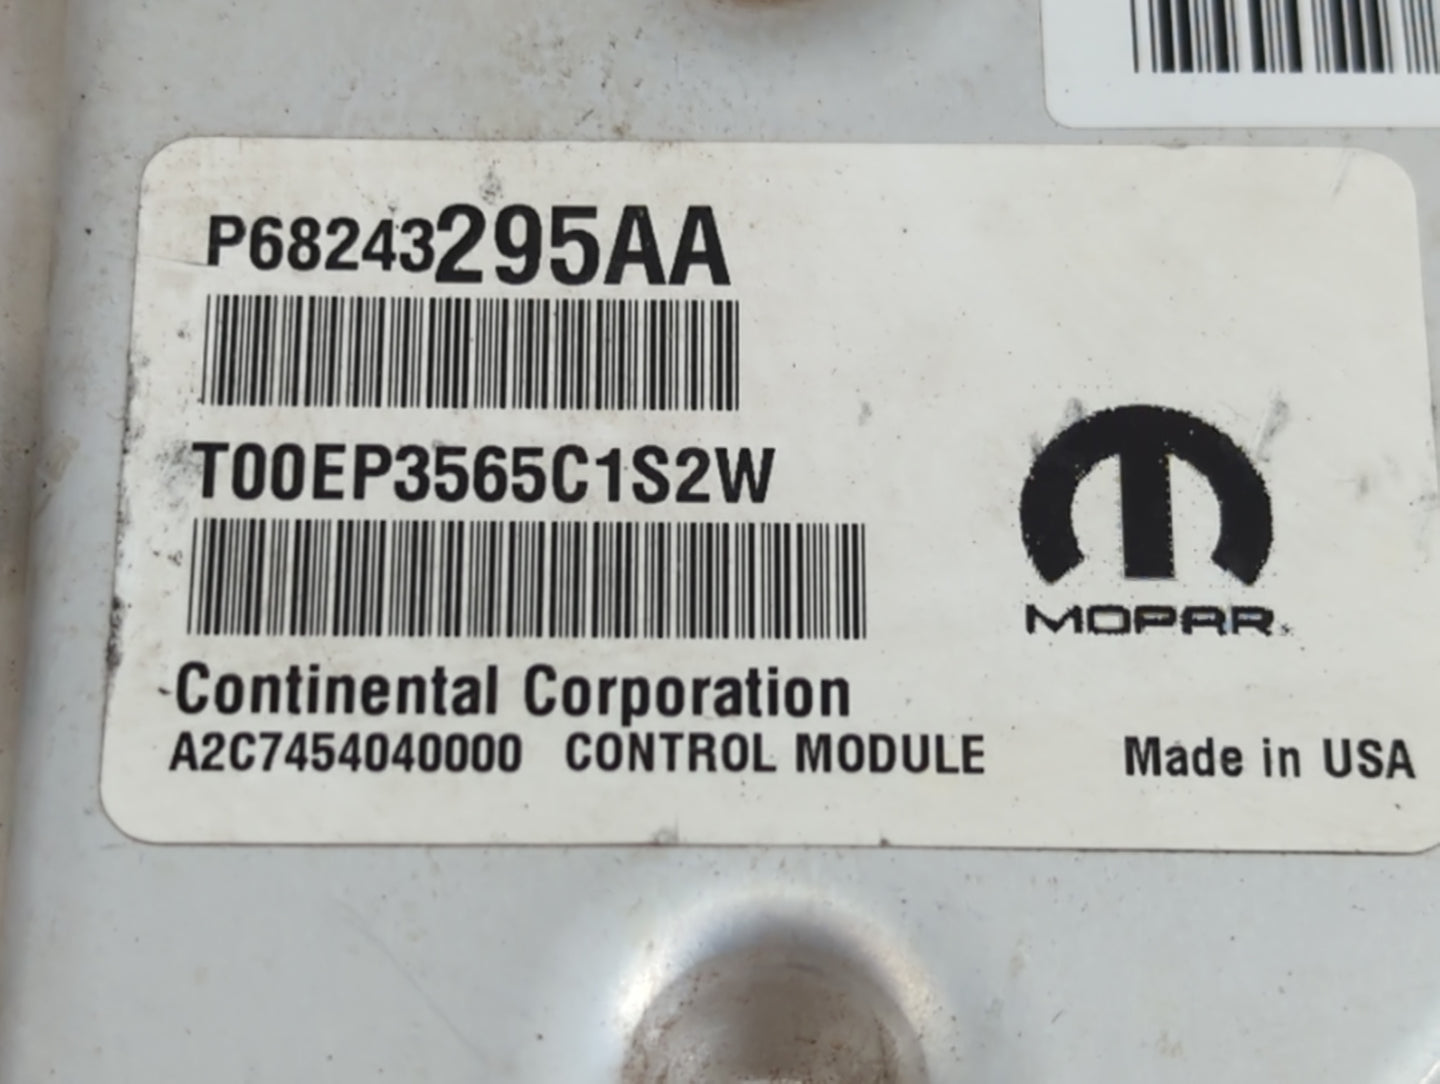 P68243295AA
T00EP3565C1S2W
MOPAR
Continental Corporation
A2C7454040000 CONTROL MODULE Made in USA